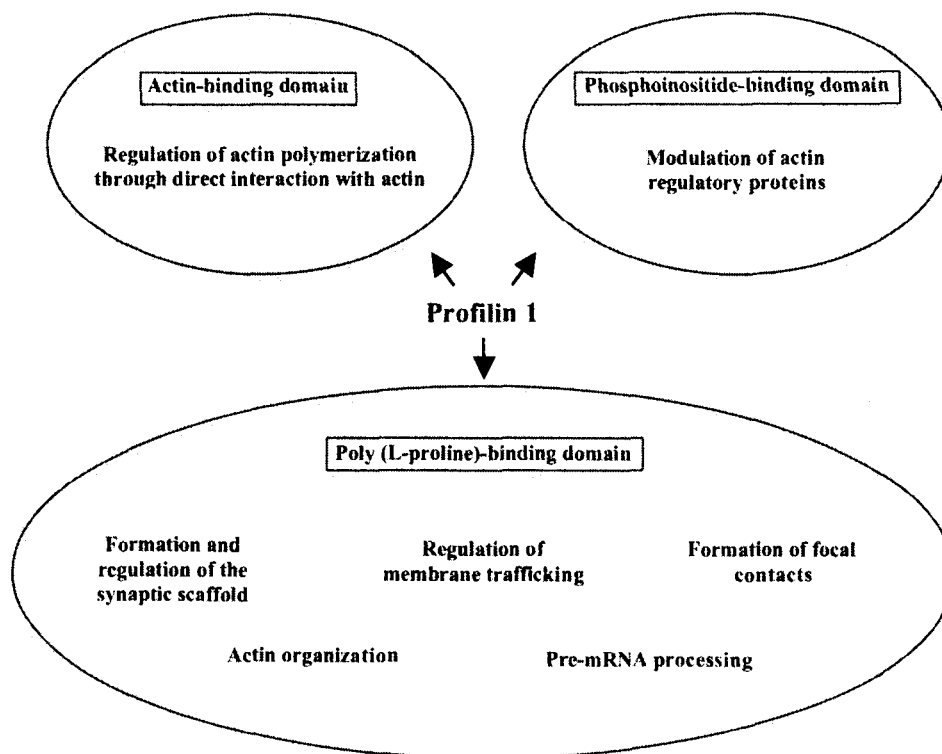 Actin-binding domain
Regulation of actin polymerization
through direct interaction with actin
Phosphoinositide-binding domain
Modulation of actin
regulatory proteins
Profilin 1
Poly (L-proline)-binding domain
Formation and
regulation of the
synaptic scaffold
Regulation of
membrane trafficking
Formation of focal
contacts
Actin organization
Pre-mRNA processing